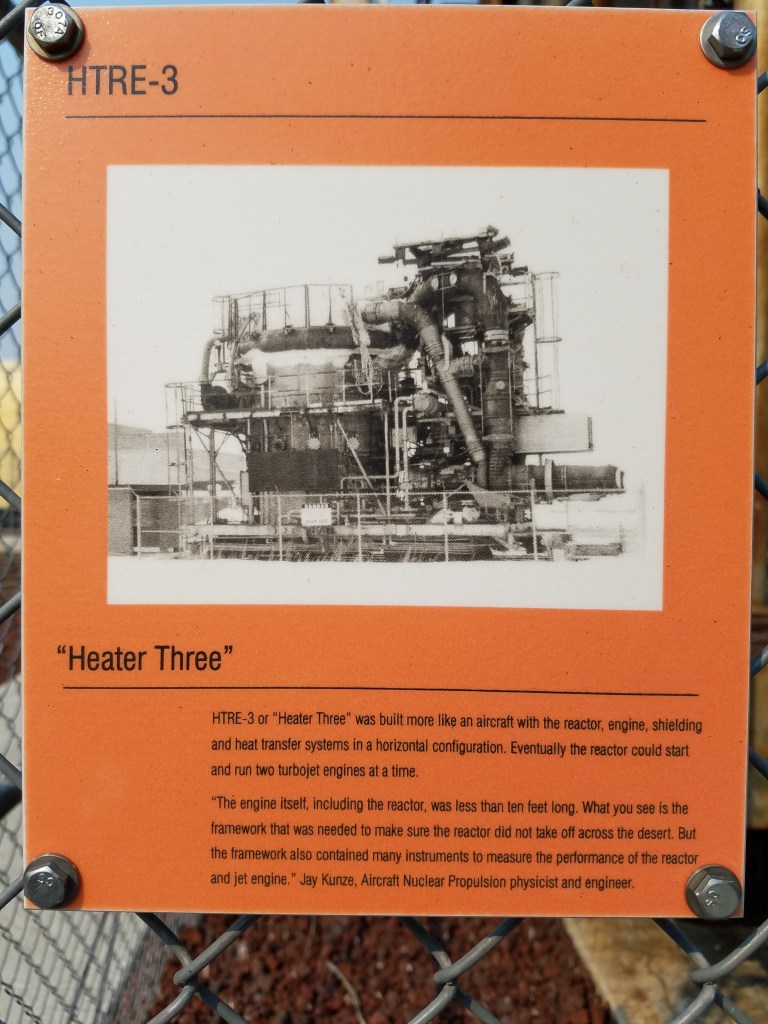 HTRE-3
DANGER
"Heater Three"
HTRE-3 or "Heater Three" was built more like an aircraft with the reactor, engine, shielding
and heat transfer systems in a horizontal configuration. Eventually the reactor could start
and run two turbojet engines at a time.
"The engine itself, including the reactor, was less than ten feet long. What you see is the
framework that was needed to make sure the reactor did not take off across the desert. But
the framework also contained many instruments to measure the performance of the reactor
and jet engine." Jay Kunze, Aircraft Nuclear Propulsion physicist and engineer.